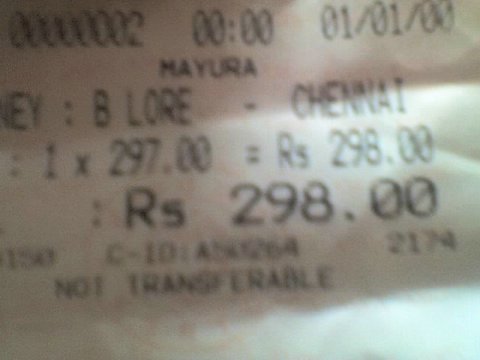 00000002 00:00 01/01/00
MAYURA
NEY : B LORE - CHENNAI
: 1 x 297.00 = Rs 298.00
: Rs 298.00
2174
NOT TRANSFERABLE